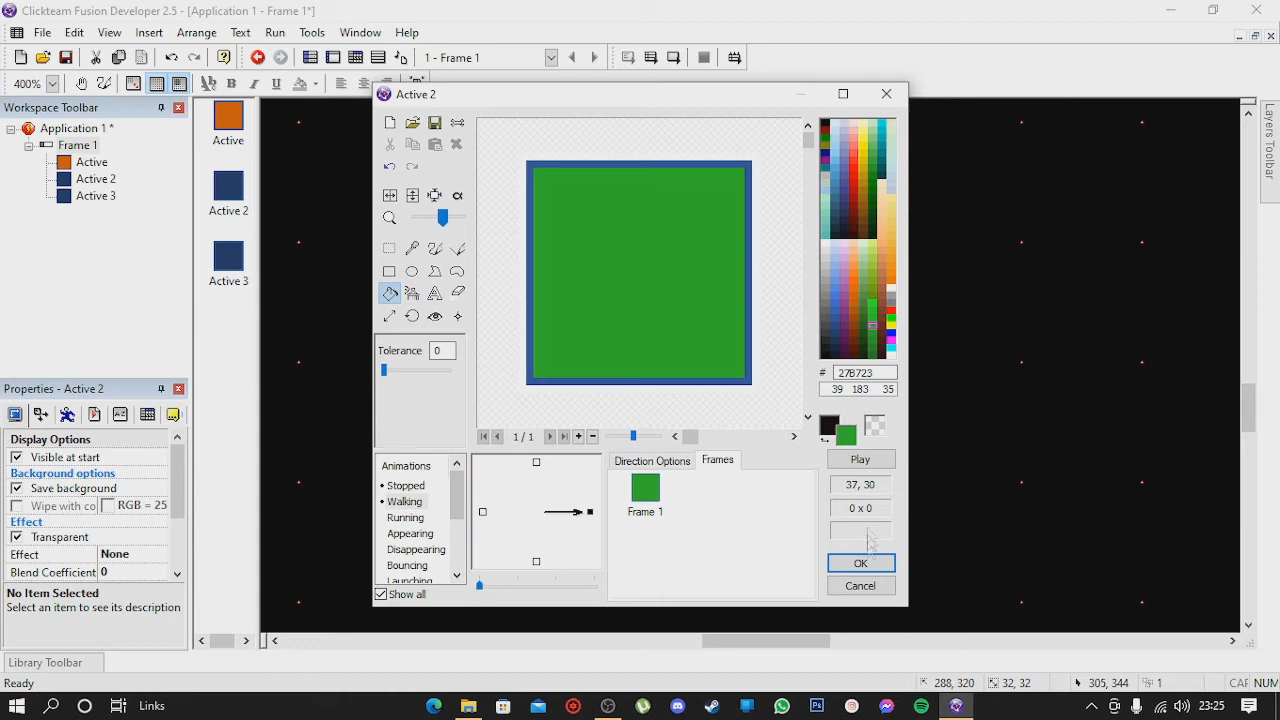 Clickteam Fusion Developer 2.5 - [Application 1 - Frame 1*]
File Edit View Insert Arrange Text Run Tools Window Help
1 - Frame 1
400%
B I U
Workspace Toolbar
Application 1 *
Frame 1
Active
Active 2
Active 3
Active
Active 2
Active 3
Properties - Active 2
Display Options
Visible at start
Background options
Save background
Wipe with co RGB = 25
Effect
Transparent
Effect None
Blend Coefficient 0
No Item Selected
Select an item to see its description
Library Toolbar
Ready
Active 2
Tolerance 0
1 / 1
Animations
Stopped
Walking
Running
Appearing
Disappearing
Bouncing
Launching
Show all
Direction Options Frames
Frame 1
# 27B723
39 183 35
Play
37, 30
0 x 0
OK
Cancel
Layers Toolbar
288, 320 32, 32 305, 344 1 CAP NUM
Links
23:25